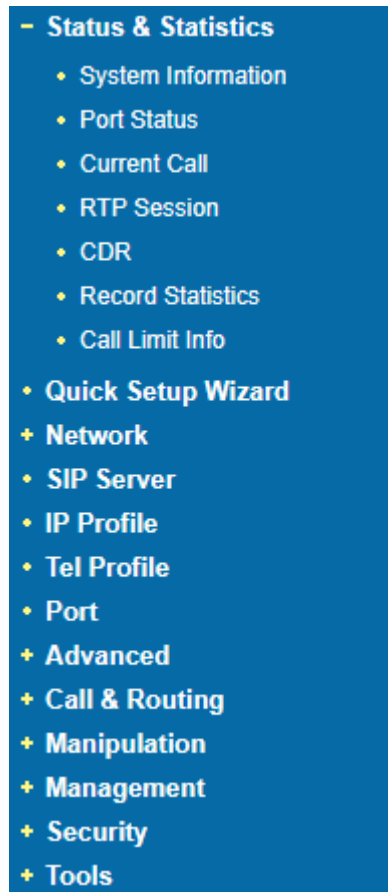 Status & Statistics
System Information
Port Status
Current Call
RTP Session
CDR
Record Statistics
Call Limit Info
Quick Setup Wizard
Network
SIP Server
IP Profile
Tel Profile
Port
Advanced
Call & Routing
Manipulation
Management
Security
Tools